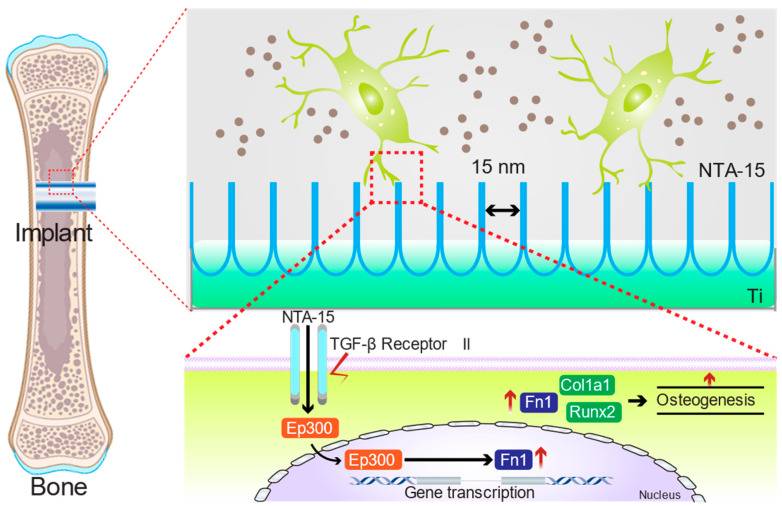 15 nm
NTA-15
Implant
Ti
NTA-15
TGF-β Receptor II
Col1a1
Fn1
Runx2
Osteogenesis
Ep300
Ep300
Fn1
Gene transcription
Nucleus
Bone